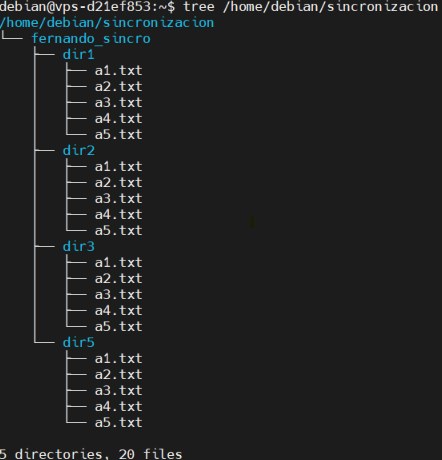 debian@vps-d21ef853:~$ tree /home/debian/sincronizacion
/home/debian/sincronizacion
└── fernando_sincro
    ├── dir1
    │   ├── a1.txt
    │   ├── a2.txt
    │   ├── a3.txt
    │   ├── a4.txt
    │   └── a5.txt
    ├── dir2
    │   ├── a1.txt
    │   ├── a2.txt
    │   ├── a3.txt
    │   ├── a4.txt
    │   └── a5.txt
    ├── dir3
    │   ├── a1.txt
    │   ├── a2.txt
    │   ├── a3.txt
    │   ├── a4.txt
    │   └── a5.txt
    └── dir5
        ├── a1.txt
        ├── a2.txt
        ├── a3.txt
        ├── a4.txt
        └── a5.txt
5 directories, 20 files